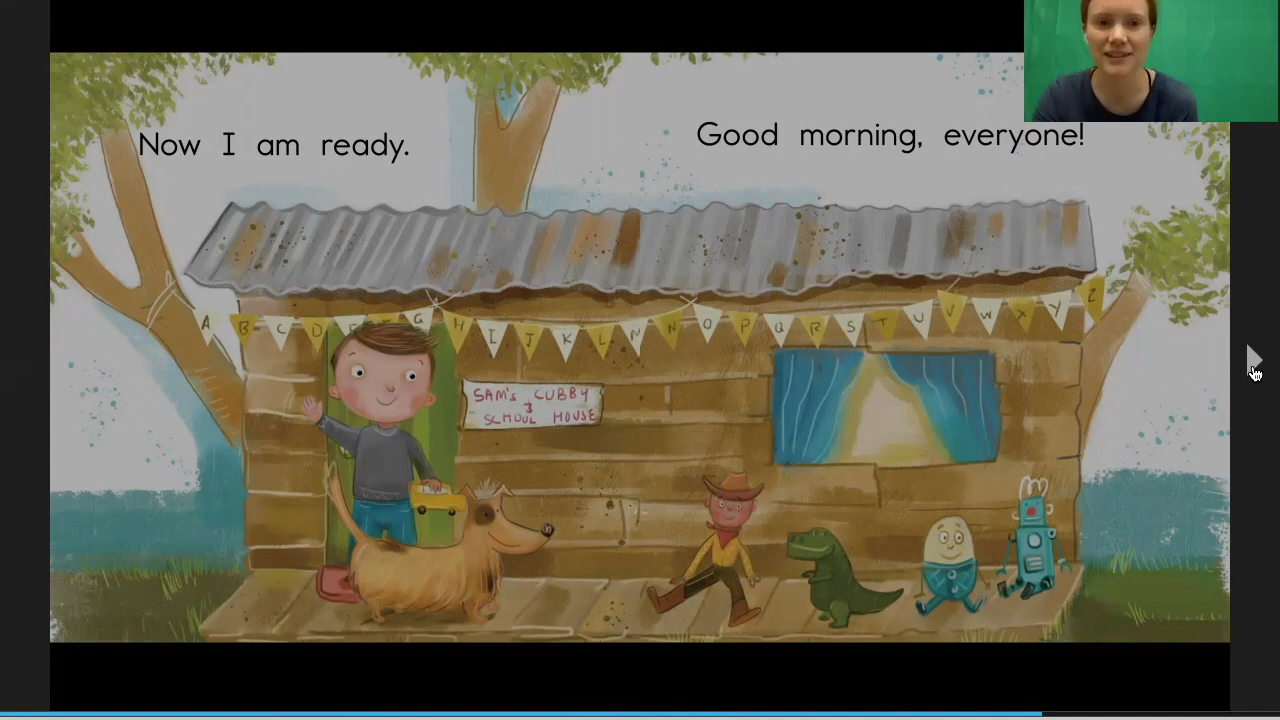 Now I am ready.
Good morning, everyone!
A B C D G H I J K L M N O P Q R S T U V W X Y Z
SAM's CUBBY
&
SCHOOL HOUSE